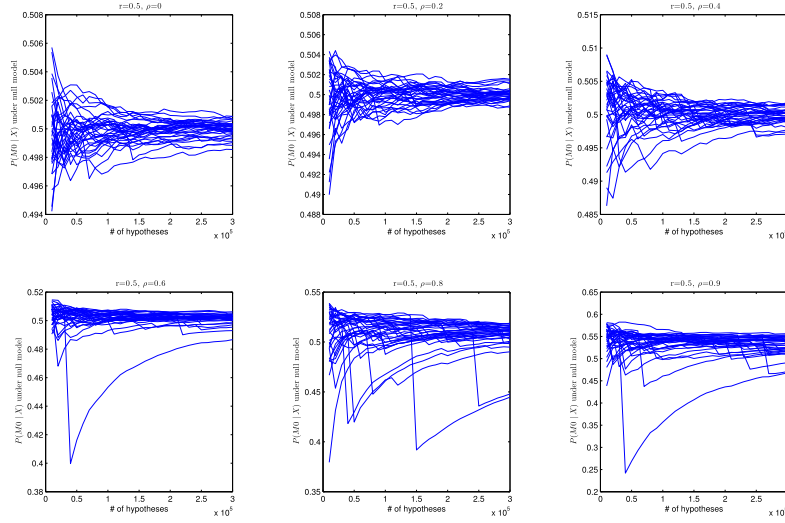 r=0.5, ρ=0
0.508
0.506
0.504
0.502
0.5
0.498
0.496
0.494
P(M0 | X) under null model
0 0.5 1 1.5 2 2.5 3
# of hypotheses
x 10^5
r=0.5, ρ=0.2
0.508
0.506
0.504
0.502
0.5
0.498
0.496
0.494
0.492
0.49
0.488
P(M0 | X) under null model
0 0.5 1 1.5 2 2.5 3
# of hypotheses
x 10^5
r=0.5, ρ=0.4
0.515
0.51
0.505
0.5
0.495
0.49
0.485
P(M0 | X) under null model
0 0.5 1 1.5 2 2.5
# of hypotheses
x 10^5
r=0.5, ρ=0.6
0.52
0.5
0.48
0.46
0.44
0.42
0.4
0.38
P(M0 | X) under null model
0 0.5 1 1.5 2 2.5 3
# of hypotheses
x 10^5
r=0.5, ρ=0.8
0.55
0.5
0.45
0.4
0.35
P(M0 | X) under null model
0 0.5 1 1.5 2 2.5 3
# of hypotheses
x 10^5
r=0.5, ρ=0.9
0.65
0.6
0.55
0.5
0.45
0.4
0.35
0.3
0.25
0.2
P(M0 | X) under null model
0 0.5 1 1.5 2 2.5
# of hypotheses
x 10^5